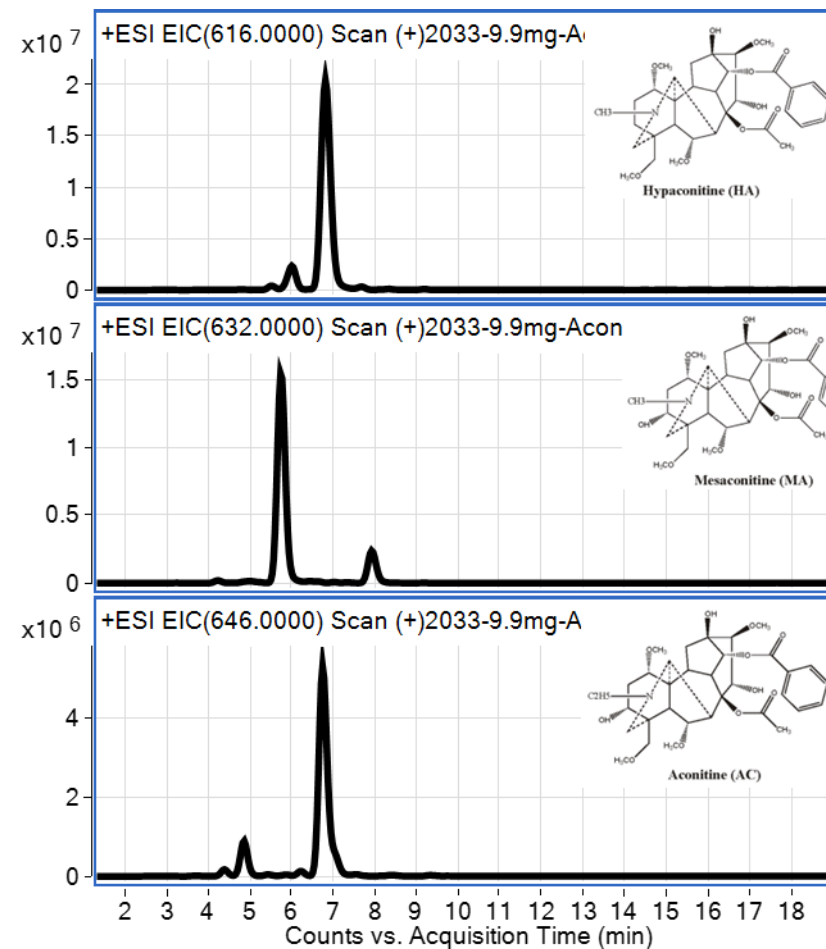 x10 7
+ESI EIC(616.0000) Scan (+)2033-9.9mg-A
2
1.5
1
0.5
0
OH
OCH₃
OCH₃
O
O
CH3
N
OH
O
O
H₃CO
CH₃
H₃CO
Hypaconitine (HA)
x10 7
+ESI EIC(632.0000) Scan (+)2033-9.9mg-Acon
1.5
1
0.5
0
OH
OCH₃
OCH₃
O
O
CH3
N
OH
OH
O
O
H₃CO
CH₃
H₃CO
Mesaconitine (MA)
x10 6
+ESI EIC(646.0000) Scan (+)2033-9.9mg-A
4
2
0
OH
OCH₃
OCH₃
O
O
C2H5
N
OH
OH
O
O
H₃CO
CH₃
H₃CO
Aconitine (AC)
2 3 4 5 6 7 8 9 10 11 12 13 14 15 16 17 18
Counts vs. Acquisition Time (min)